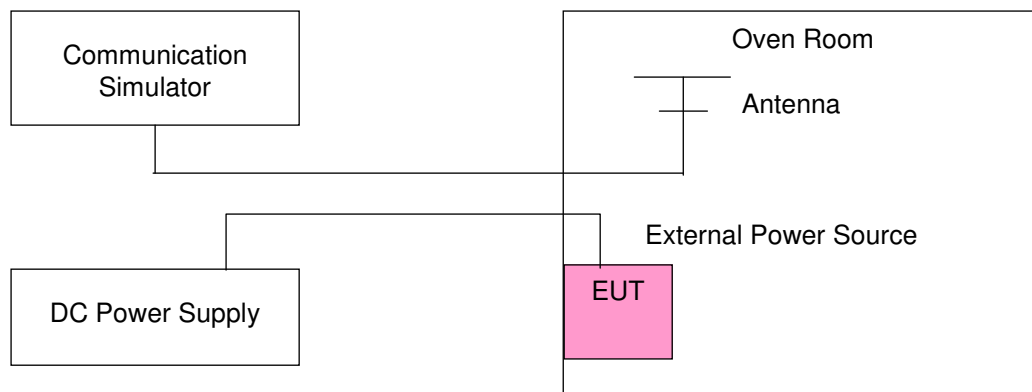 Communication
Simulator
Oven Room
Antenna
External Power Source
EUT
DC Power Supply